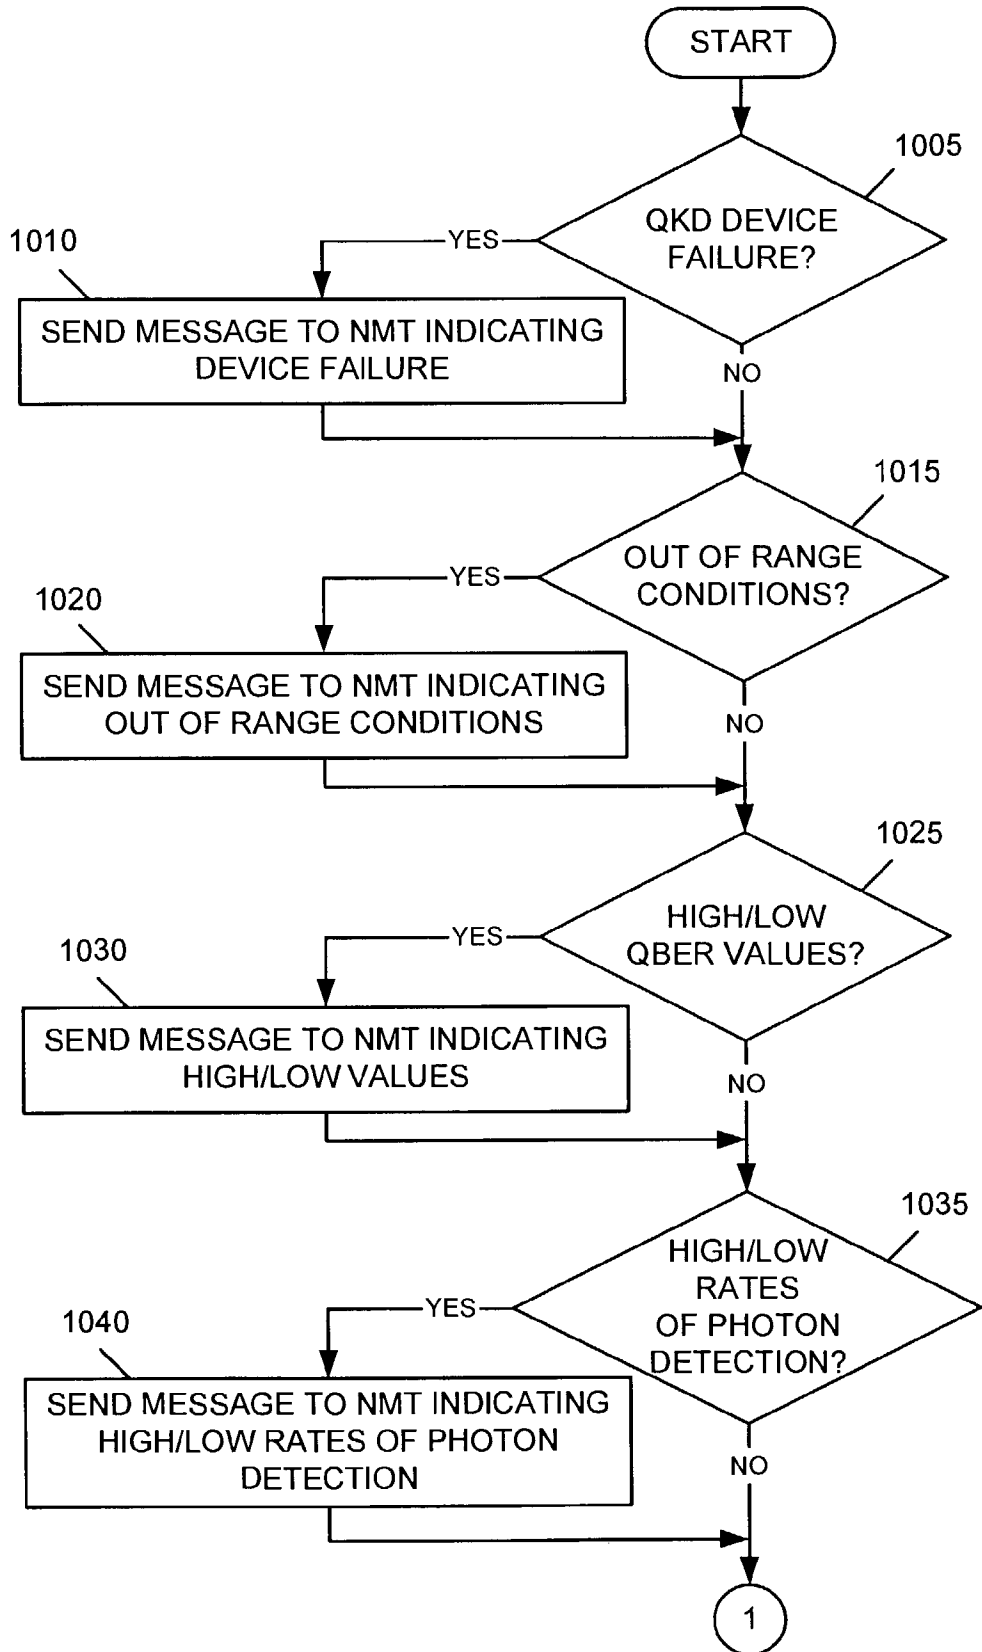 START
1005
QKD DEVICE
FAILURE?
YES
1010
SEND MESSAGE TO NMT INDICATING
DEVICE FAILURE
NO
1015
OUT OF RANGE
CONDITIONS?
YES
1020
SEND MESSAGE TO NMT INDICATING
OUT OF RANGE CONDITIONS
NO
1025
HIGH/LOW
QBER VALUES?
YES
1030
SEND MESSAGE TO NMT INDICATING
HIGH/LOW VALUES
NO
1035
HIGH/LOW
RATES
OF PHOTON
DETECTION?
YES
1040
SEND MESSAGE TO NMT INDICATING
HIGH/LOW RATES OF PHOTON
DETECTION
NO
1